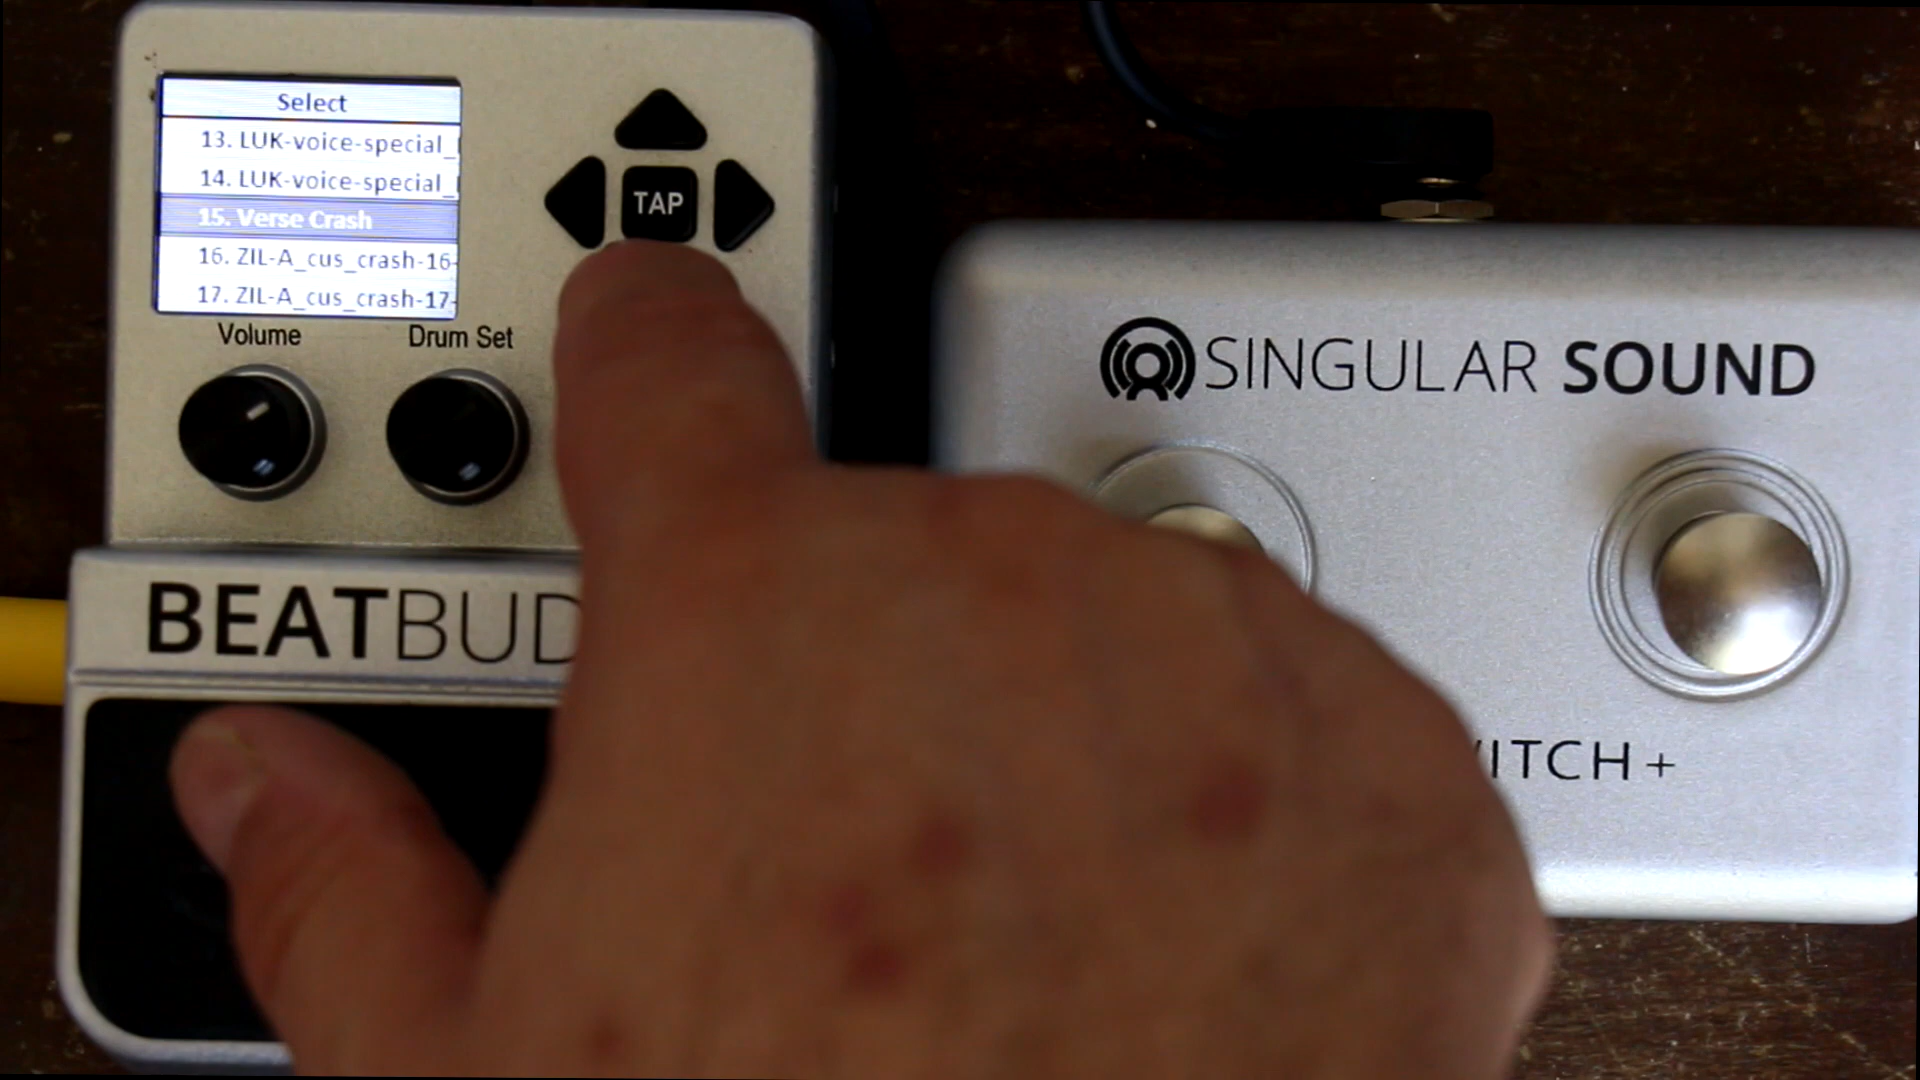 Select
13. LUK-voice-special_
14. LUK-voice-special_
15. Verse Crash
16. ZIL-A_cus_crash-16-
17. ZIL-A_cus_crash-17-
TAP
Volume
Drum Set
BEATBUD
SINGULAR SOUND
ITCH+